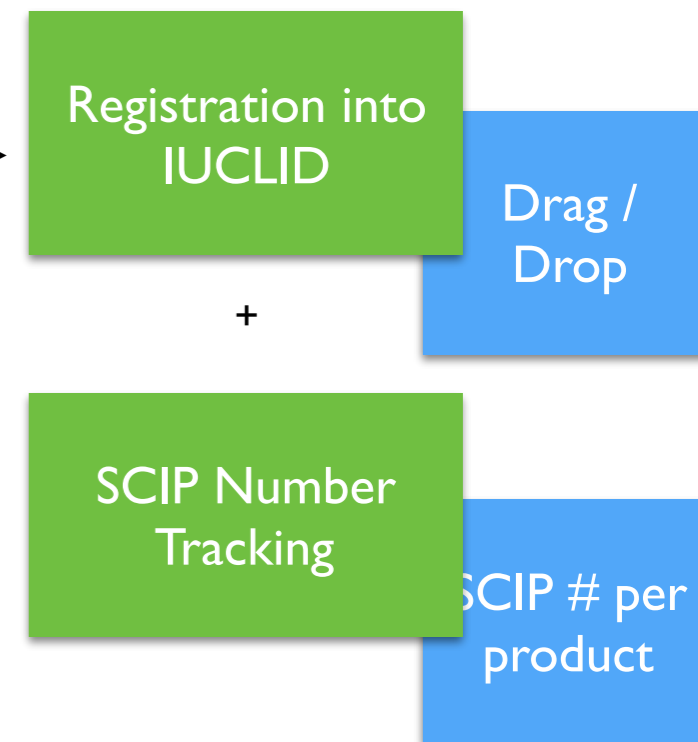 Registration into
IUCLID
Drag /
Drop
+
SCIP Number
Tracking
SCIP # per
product